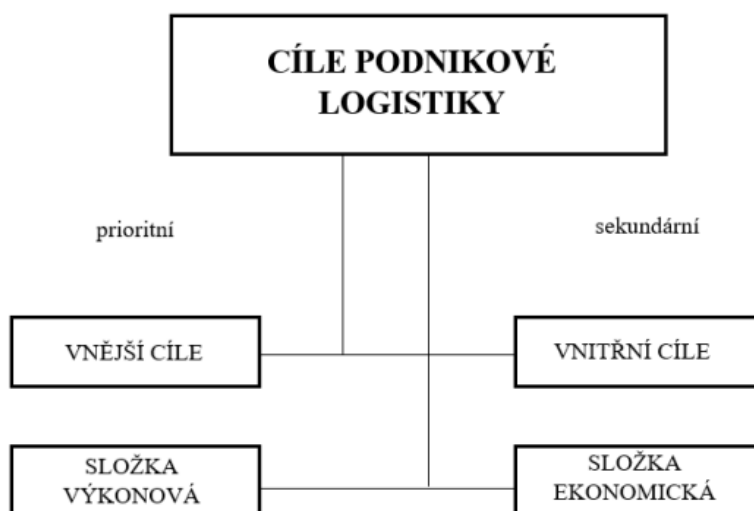 CÍLE PODNIKOVÉ
LOGISTIKY
prioritní
sekundární
VNĚJŠÍ CÍLE
VNITŘNÍ CÍLE
SLOŽKA
VÝKONOVÁ
SLOŽKA
EKONOMICKÁ